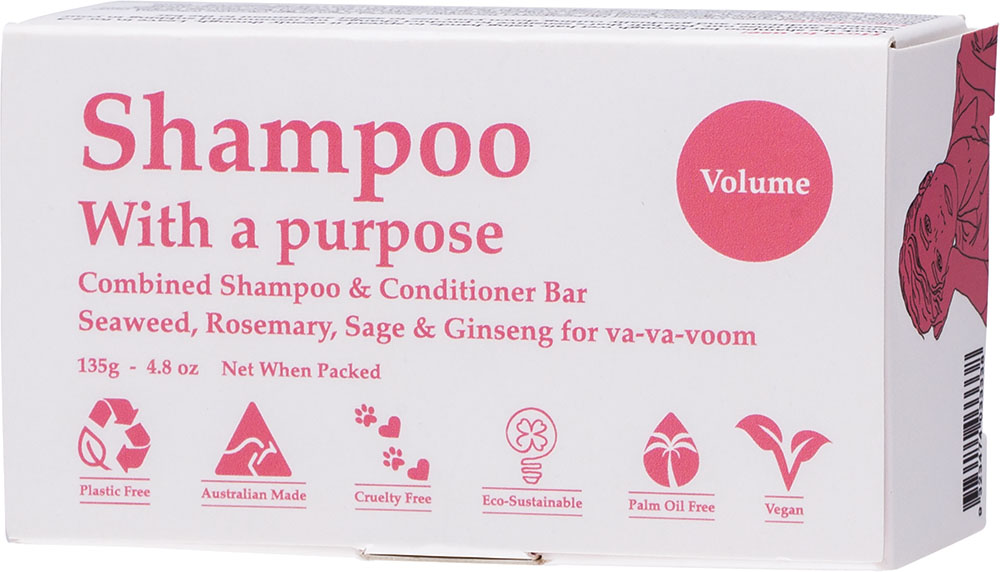 Shampoo
With a purpose
Volume
Combined Shampoo & Conditioner Bar
Seaweed, Rosemary, Sage & Ginseng for va-va-voom
135g - 4.8 oz Net When Packed
Plastic Free
Australian Made
Cruelty Free
Eco-Sustainable
Palm Oil Free
Vegan